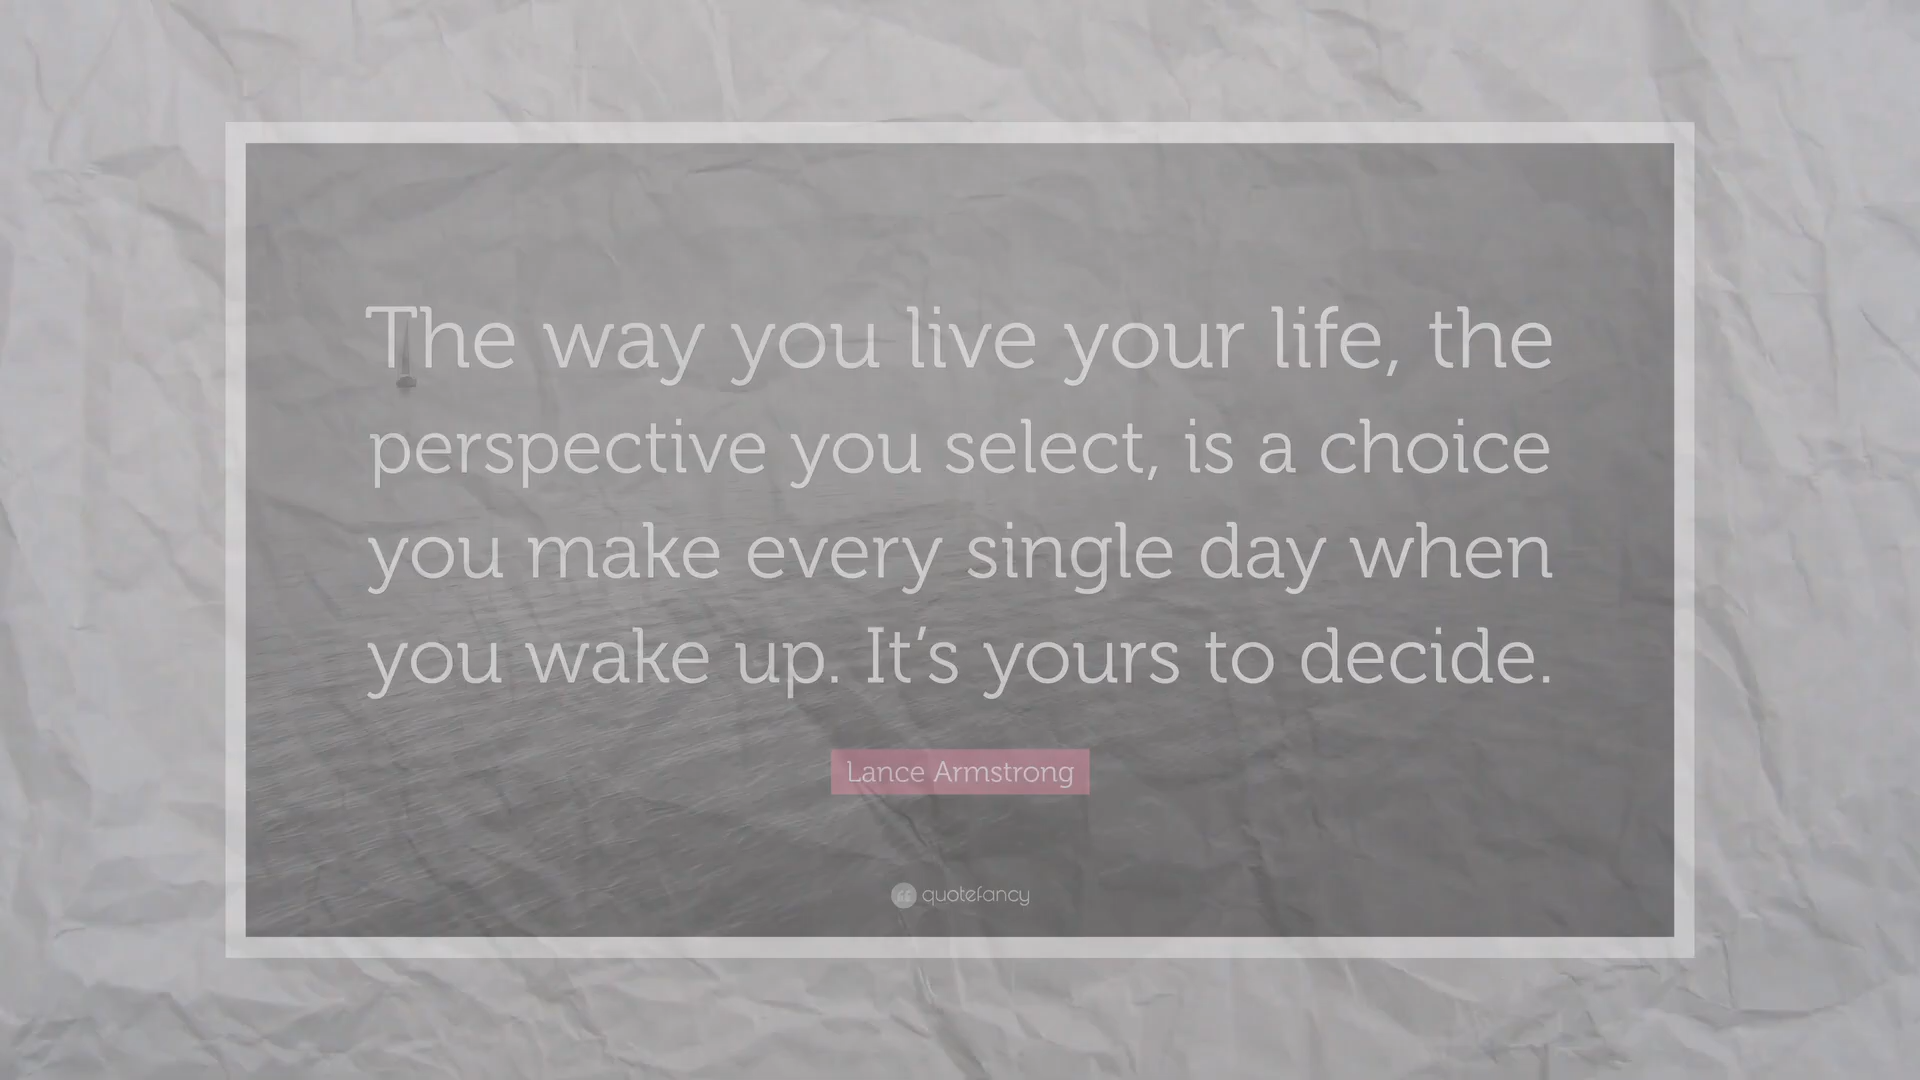 The way you live your life, the
perspective you select, is a choice
you make every single day when
you wake up. It’s yours to decide.
Lance Armstrong
quotefancy